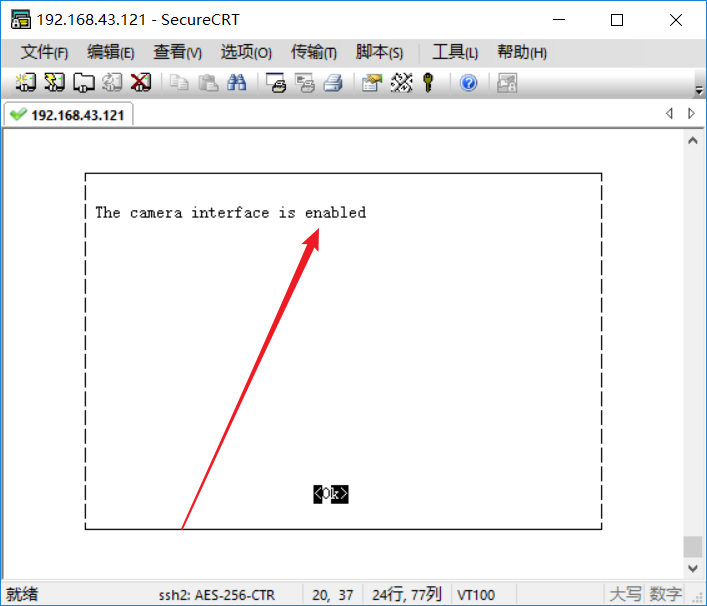 192.168.43.121 - SecureCRT
文件(F) 编辑(E) 查看(V) 选项(O) 传输(T) 脚本(S) 工具(L) 帮助(H)
192.168.43.121
The camera interface is enabled
<Ok>
就绪 ssh2: AES-256-CTR 20, 37 24行, 77列 VT100 大写 数字